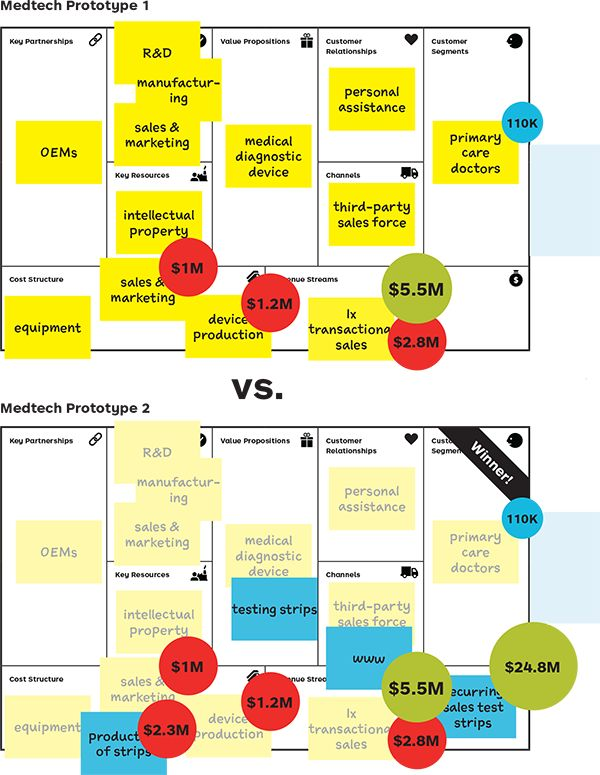 Medtech Prototype 1
Key Partnerships
OEMs
R&D
manufactur-
ing
sales &
marketing
Key Resources
intellectual
property
Value Propositions
medical
diagnostic
device
Customer
Relationships
personal
assistance
Channels
third-party
sales force
Customer
Segments
110K
primary
care
doctors
Cost Structure
equipment
sales &
marketing
$1M
device
production
$1.2M
nue Streams
1x
transactiona
sales
$5.5M
$2.8M
VS.
Medtech Prototype 2
Key Partnerships
OEMs
R&D
manufactur-
ing
sales &
marketing
Key Resources
intellectual
property
Value Propositions
medical
diagnostic
device
testing strips
Customer
Relationships
personal
assistance
Channels
third-party
sales force
www
Segmen
Winner!
110K
primary
care
doctors
Cost Structure
equipment
sales &
marketing
$1M
produc
of strips
$2.3M
device
production
$1.2M
nue Strea
1x
transactiona
sales
$5.5M
$2.8M
ecurring
sales test
strips
$24.8M